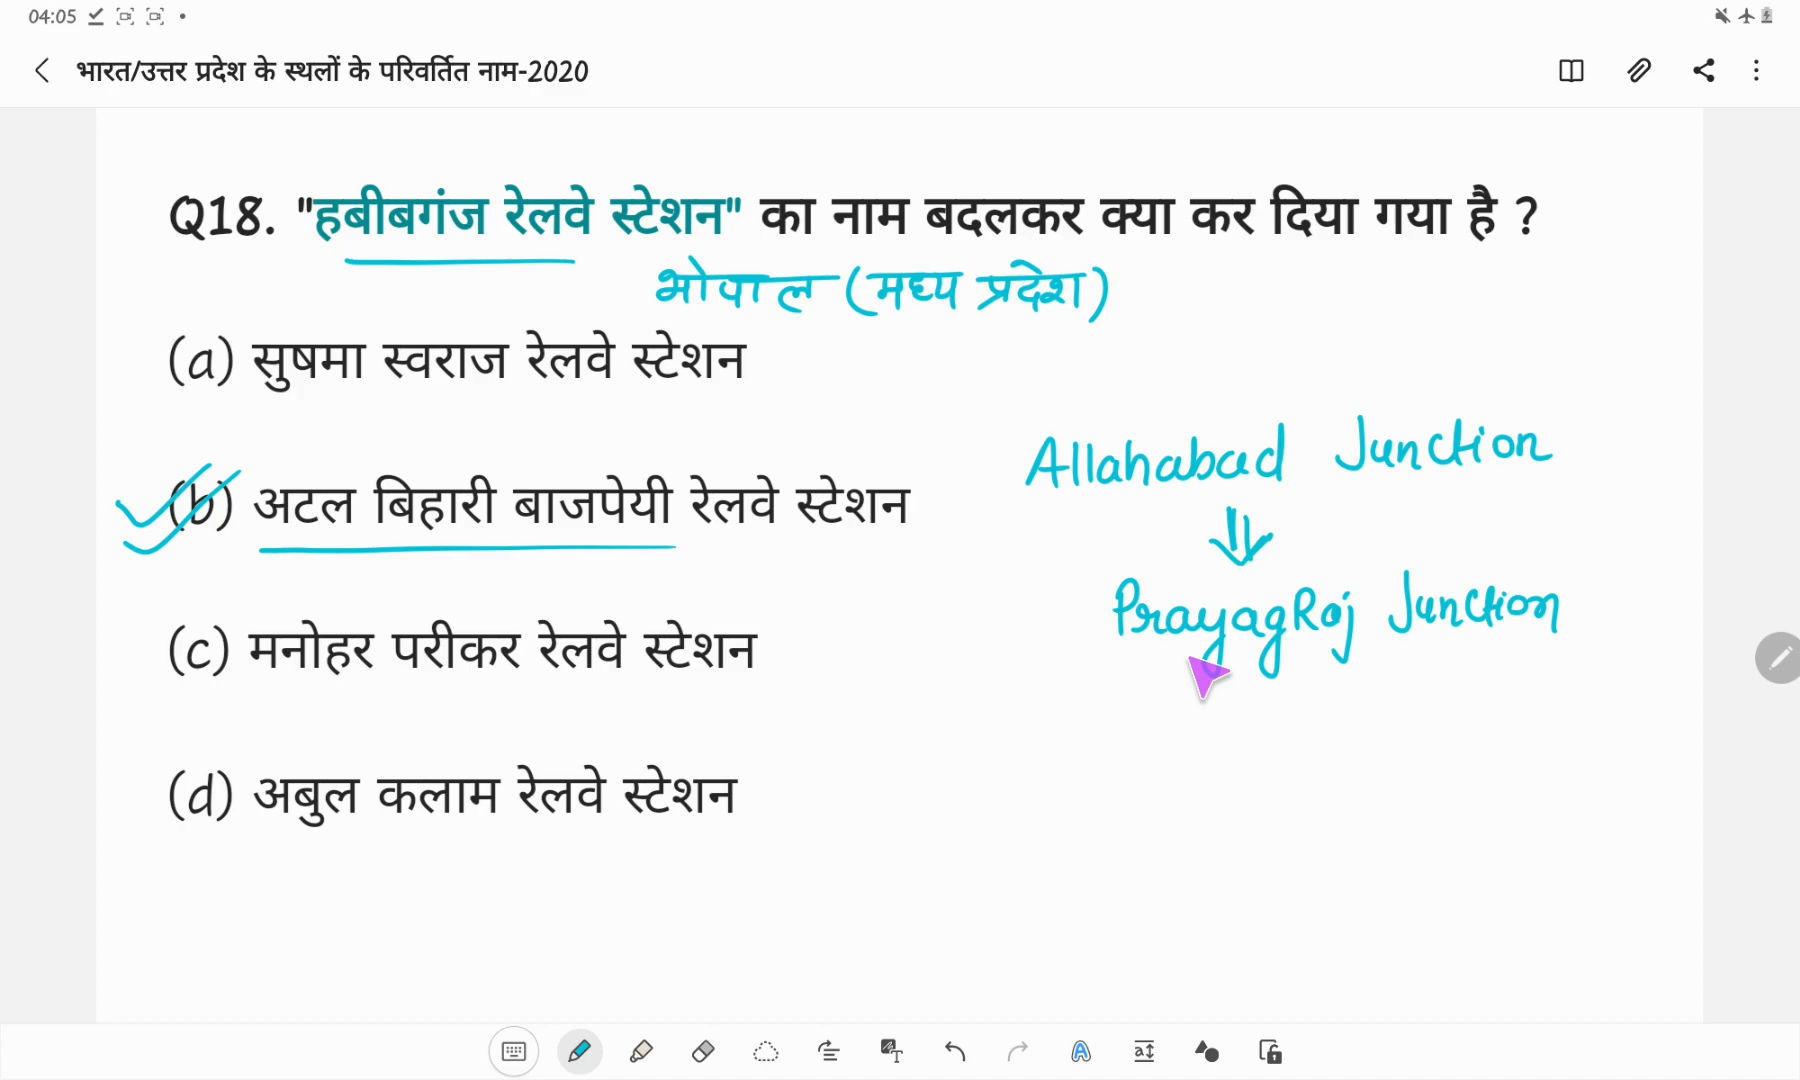 04:05
भारत/उत्तर प्रदेश के स्थलों के परिवर्तित नाम-2020
Q18. "हबीबगंज रेलवे स्टेशन" का नाम बदलकर क्या कर दिया गया है ?
भोपाल (मध्य प्रदेश)
(a) सुषमा स्वराज रेलवे स्टेशन
(b) अटल बिहारी बाजपेयी रेलवे स्टेशन
(c) मनोहर परीकर रेलवे स्टेशन
(d) अबुल कलाम रेलवे स्टेशन
Allahabad Junction
PrayagRaj Junction